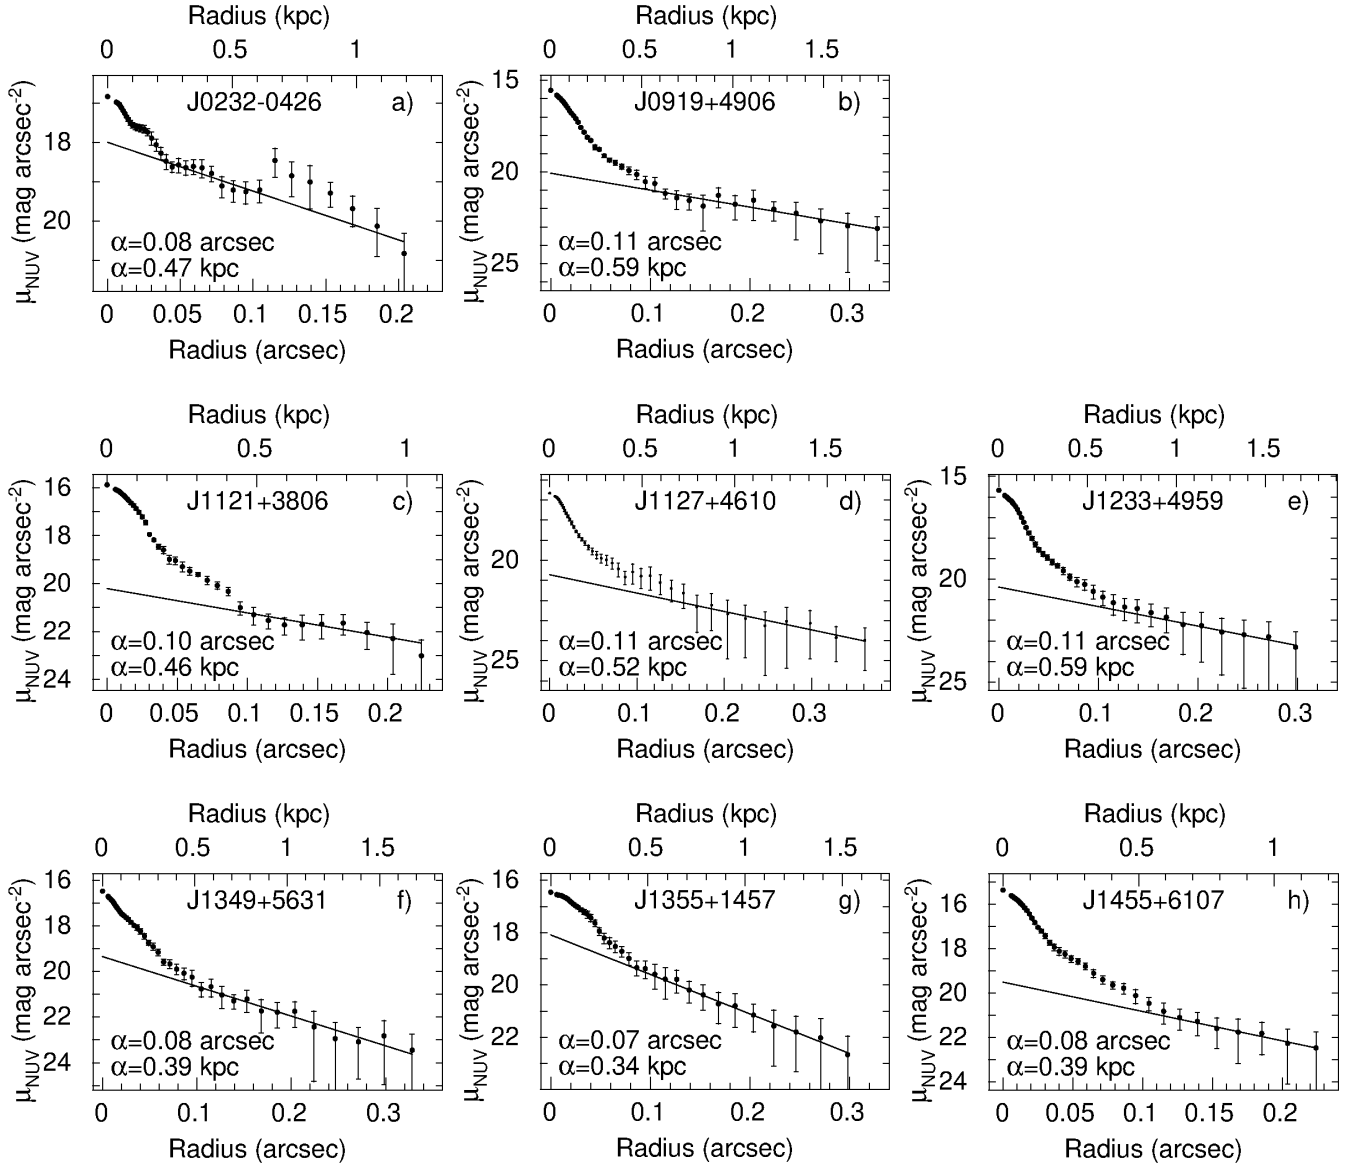 Radius (kpc)
0 0.5 1
μNUV (mag arcsec-2)
18
20
J0232-0426 a)
α=0.08 arcsec
α=0.47 kpc
0 0.05 0.1 0.15 0.2
Radius (arcsec)
Radius (kpc)
0 0.5 1 1.5
μNUV (mag arcsec-2)
15
20
25
J0919+4906 b)
α=0.11 arcsec
α=0.59 kpc
0 0.1 0.2 0.3
Radius (arcsec)
Radius (kpc)
0 0.5 1
μNUV (mag arcsec-2)
16
18
20
22
24
J1121+3806 c)
α=0.10 arcsec
α=0.46 kpc
0 0.05 0.1 0.15 0.2
Radius (arcsec)
Radius (kpc)
0 0.5 1 1.5
μNUV (mag arcsec-2)
20
25
J1127+4610 d)
α=0.11 arcsec
α=0.52 kpc
0 0.1 0.2 0.3
Radius (arcsec)
Radius (kpc)
0 0.5 1 1.5
μNUV (mag arcsec-2)
15
20
25
J1233+4959 e)
α=0.11 arcsec
α=0.59 kpc
0 0.1 0.2 0.3
Radius (arcsec)
Radius (kpc)
0 0.5 1 1.5
μNUV (mag arcsec-2)
16
18
20
22
24
J1349+5631 f)
α=0.08 arcsec
α=0.39 kpc
0 0.1 0.2 0.3
Radius (arcsec)
Radius (kpc)
0 0.5 1 1.5
μNUV (mag arcsec-2)
16
18
20
22
J1355+1457 g)
α=0.07 arcsec
α=0.34 kpc
0 0.1 0.2 0.3
Radius (arcsec)
Radius (kpc)
0 0.5 1
μNUV (mag arcsec-2)
16
18
20
22
24
J1455+6107 h)
α=0.08 arcsec
α=0.39 kpc
0 0.05 0.1 0.15 0.2
Radius (arcsec)